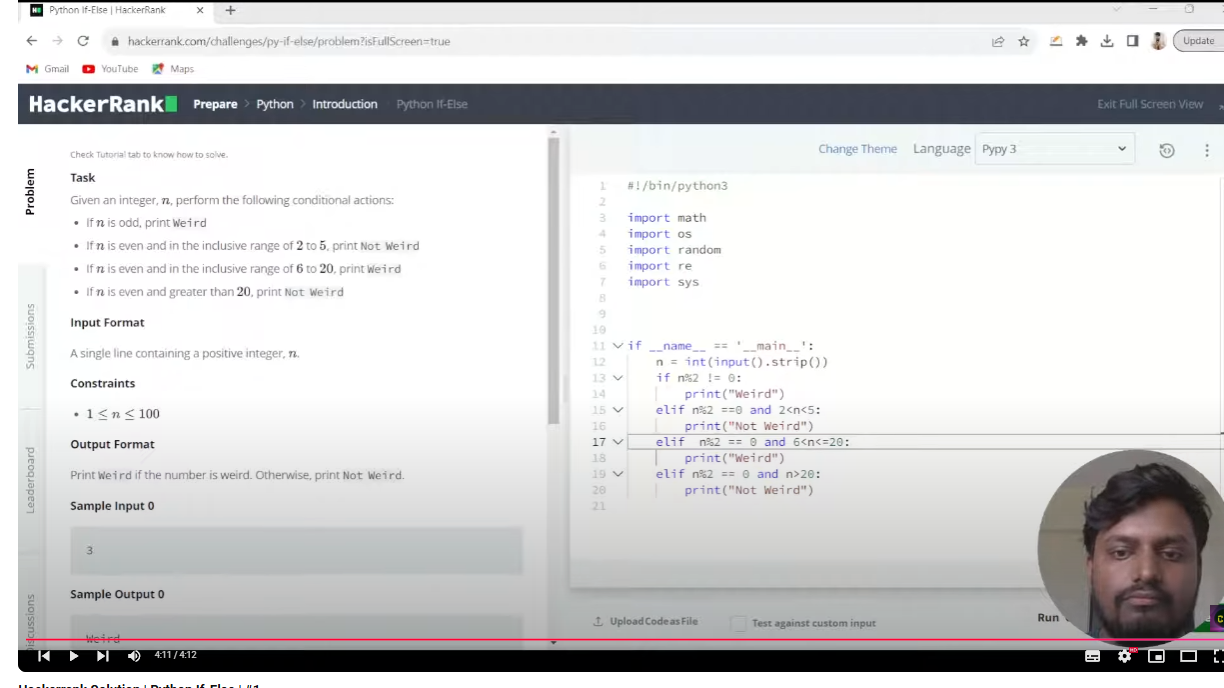 Python If-Else | HackerRank
hackerrank.com/challenges/py-if-else/problem?isFullScreen=true
Update
Gmail YouTube Maps
HackerRank Prepare > Python > Introduction Python If-Else
Exit Full Screen View
Problem
Submissions
Leaderboard
Check Tutorial tab to know how to solve.
Task
Given an integer, n, perform the following conditional actions:
• If n is odd, print Weird
• If n is even and in the inclusive range of 2 to 5, print Not Weird
• If n is even and in the inclusive range of 6 to 20, print Weird
• If n is even and greater than 20, print Not Weird
Input Format
A single line containing a positive integer, n.
Constraints
• 1 ≤ n ≤ 100
Output Format
Print Weird if the number is weird. Otherwise, print Not Weird.
Sample Input 0
3
Sample Output 0
Weird
Change Theme Language Pypy 3
1 #!/bin/python3
2
3 import math
4 import os
5 import random
6 import re
7 import sys
8
9
10
11 if __name__ == '__main__':
12 n = int(input().strip())
13 if n%2 != 0:
14 print("Weird")
15 elif n%2 ==0 and 2<n<5:
16 print("Not Weird")
17 elif  n%2 == 0 and 6<n<=20:
18 print("Weird")
19 elif n%2 == 0 and n>20:
20 print("Not Weird")
21
Upload Code as File Test against custom input
Run
4:11 / 4:12
Hackerrank Solution | Python If-Else | #1